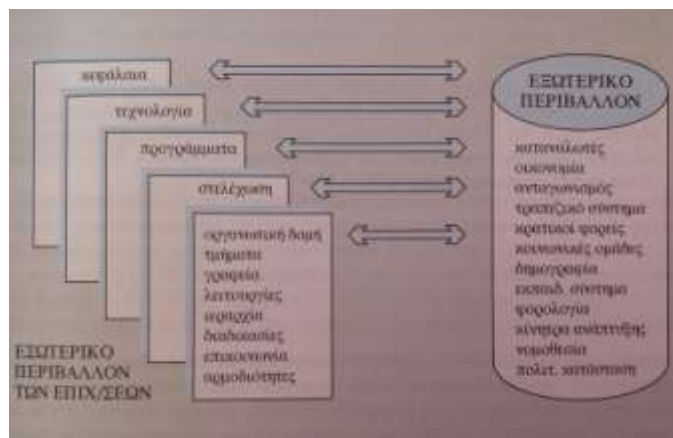 κεφάλαια
τεχνολογία
προγράμματα
στελέχωση
οργανωτική δομή
τμήματα
γραφεία
λειτουργίες
ιεραρχία
διαδικασίες
επικοινωνία
αρμοδιότητες
ΕΣΩΤΕΡΙΚΟ
ΠΕΡΙΒΑΛΛΟΝ
ΤΩΝ ΕΠΙΧ/ΣΕΩΝ
ΕΞΩΤΕΡΙΚΟ
ΠΕΡΙΒΑΛΛΟΝ
καταναλωτές
οικονομία
ανταγωνισμός
τραπεζικό σύστημα
κρατικοί φορείς
κοινωνικές ομάδες
δημογραφία
εκπαιδ. σύστημα
φορολογία
κίνητρα ανάπτυξης
νομοθεσία
πολιτ. κατάσταση